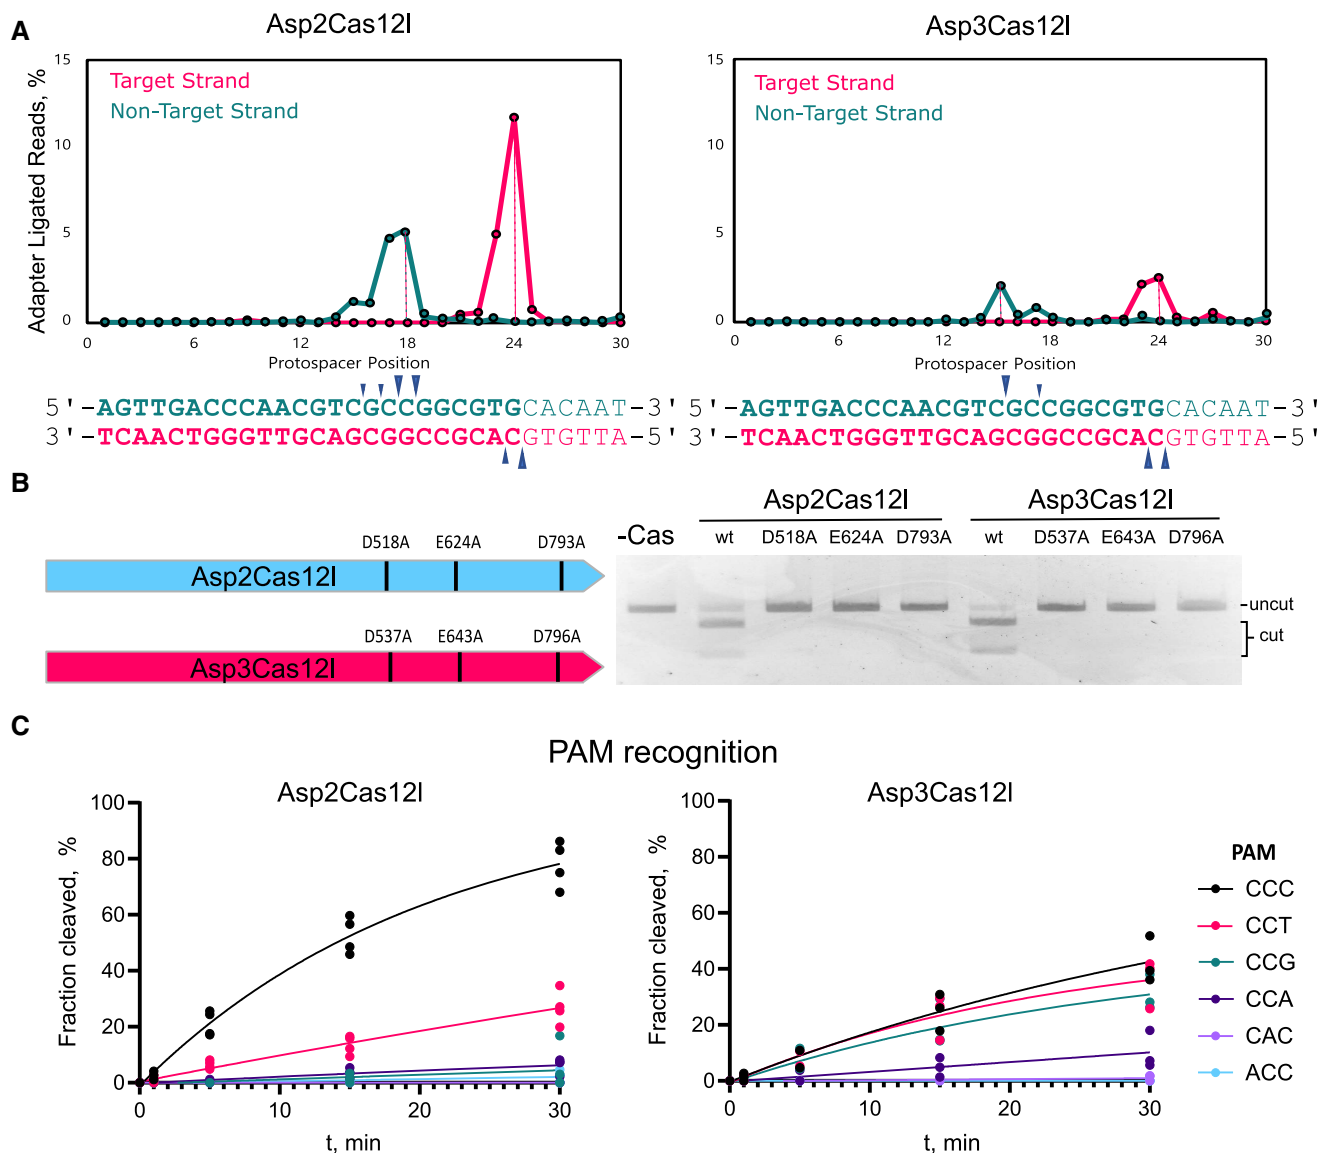 A
Asp2Cas12l
Asp3Cas12l
Adapter Ligated Reads, %
15
10
5
0
Target Strand
Non-Target Strand
0 6 12 18 24 30
Protospacer Position
5'-AGTTGACCCAACGTCGCCGGCGTGCACAAT-3'
3'-TCAACTGGGTTGCAGCGGCCGCACGTGTTA-5'
15
10
5
0
Target Strand
Non-Target Strand
0 6 12 18 24 30
Protospacer Position
5'-AGTTGACCCAACGTCGCCGGCGTGCACAAT-3'
3'-TCAACTGGGTTGCAGCGGCCGCACGTGTTA-5'
B
D518A E624A D793A
Asp2Cas12l
D537A E643A D796A
Asp3Cas12l
Asp2Cas12l Asp3Cas12l
-Cas wt D518A E624A D793A wt D537A E643A D796A
uncut
cut
C
PAM recognition
Asp2Cas12l
Fraction cleaved, %
100
80
60
40
20
0
0 10 20 30
t, min
Asp3Cas12l
Fraction cleaved, %
100
80
60
40
20
0
0 10 20 30
t, min
PAM
CCC
CCT
CCG
CCA
CAC
ACC